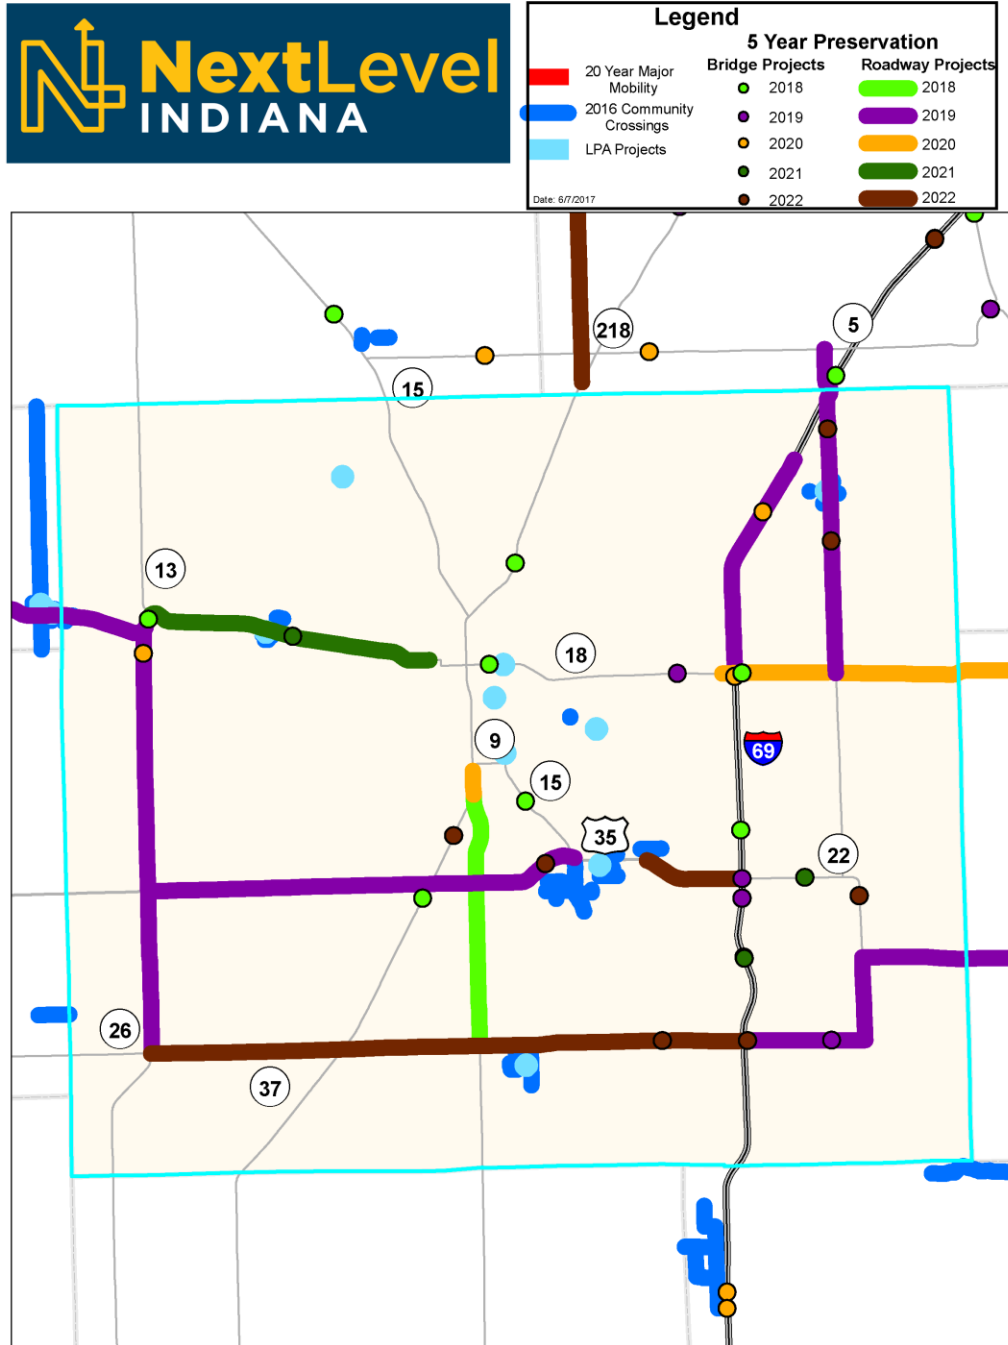 NextLevel
INDIANA
Legend
5 Year Preservation
Bridge Projects
Roadway Projects
20 Year Major
Mobility
2016 Community
Crossings
LPA Projects
2018
2019
2020
2021
2022
2018
2019
2020
2021
2022
Date: 6/7/2017
5
218
15
13
18
9
69
15
35
22
26
37